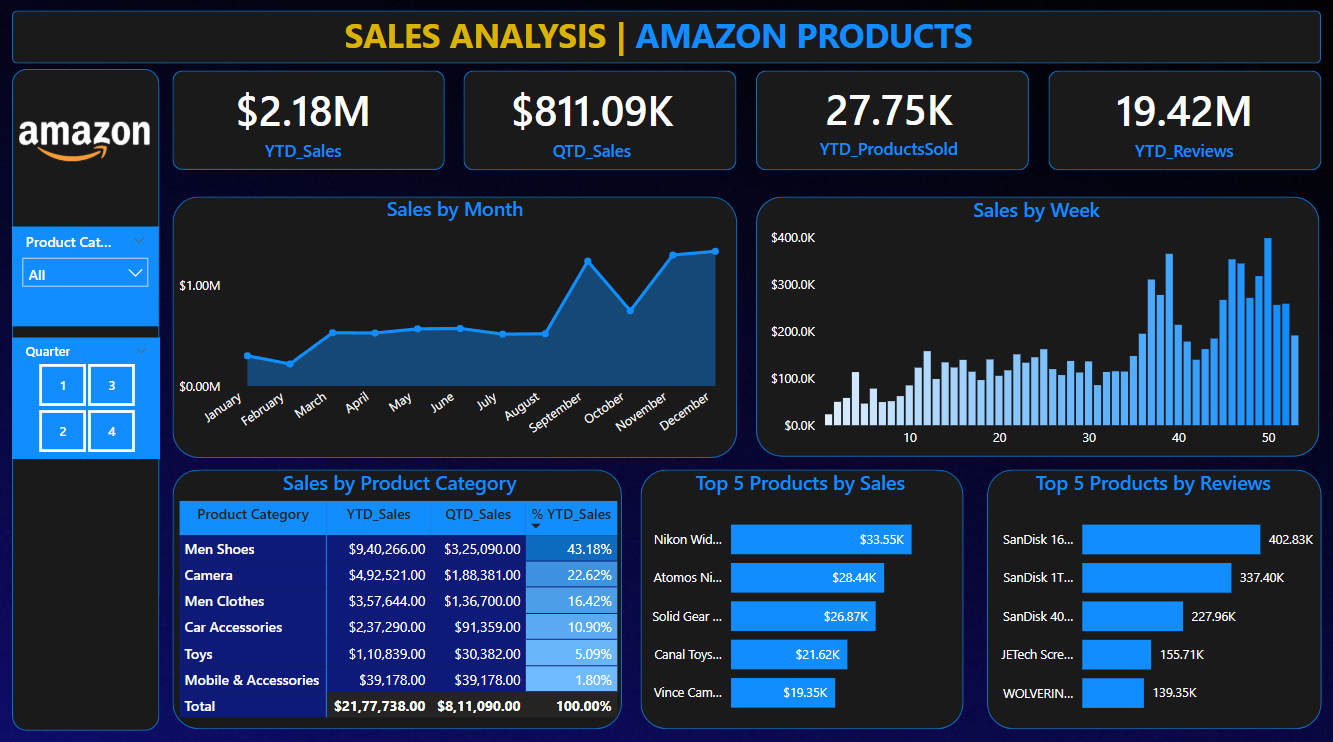 SALES ANALYSIS | AMAZON PRODUCTS
amazon
$2.18M
YTD_Sales
$811.09K
QTD_Sales
27.75K
YTD_ProductsSold
19.42M
YTD_Reviews
Product Cat...
All
Quarter
1 3
2 4
Sales by Month
$1.00M
$0.00M
January February March April May June July August September October November December
Sales by Week
$400.0K
$300.0K
$200.0K
$100.0K
$0.0K
10 20 30 40 50
Sales by Product Category
Product Category YTD_Sales QTD_Sales % YTD_Sales
Men Shoes $9,40,266.00 $3,25,090.00 43.18%
Camera $4,92,521.00 $1,88,381.00 22.62%
Men Clothes $3,57,644.00 $1,36,700.00 16.42%
Car Accessories $2,37,290.00 $91,359.00 10.90%
Toys $1,10,839.00 $30,382.00 5.09%
Mobile & Accessories $39,178.00 $39,178.00 1.80%
Total $21,77,738.00 $8,11,090.00 100.00%
Top 5 Products by Sales
Nikon Wid... $33.55K
Atomos Ni... $28.44K
Solid Gear ... $26.87K
Canal Toys... $21.62K
Vince Cam... $19.35K
Top 5 Products by Reviews
SanDisk 16... 402.83K
SanDisk 1T... 337.40K
SanDisk 40... 227.96K
JETech Scre... 155.71K
WOLVERIN... 139.35K